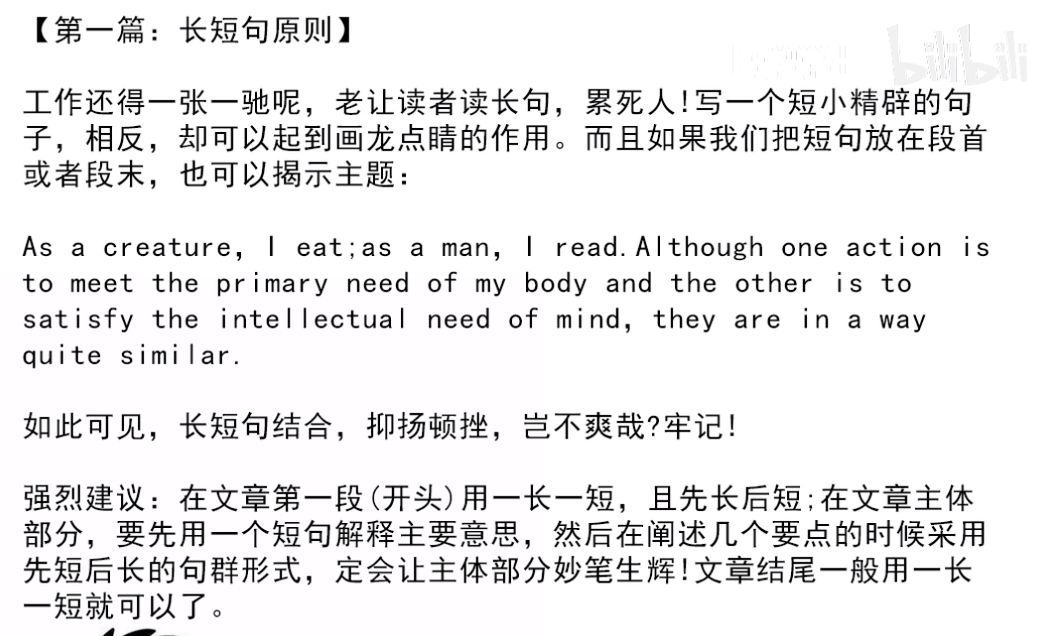 【第一篇：长短句原则】
bilibili
工作还得一张一驰呢，老让读者读长句，累死人!写一个短小精辟的句
子，相反，却可以起到画龙点睛的作用。而且如果我们把短句放在段首
或者段末，也可以揭示主题:
As a creature, I eat;as a man, I read.Although one action is
to meet the primary need of my body and the other is to
satisfy the intellectual need of mind, they are in a way
quite similar.
如此可见，长短句结合，抑扬顿挫，岂不爽哉?牢记!
强烈建议：在文章第一段(开头)用一长一短，且先长后短;在文章主体
部分，要先用一个短句解释主要意思，然后在阐述几个要点的时候采用
先短后长的句群形式，定会让主体部分妙笔生辉!文章结尾一般用一长
一短就可以了。